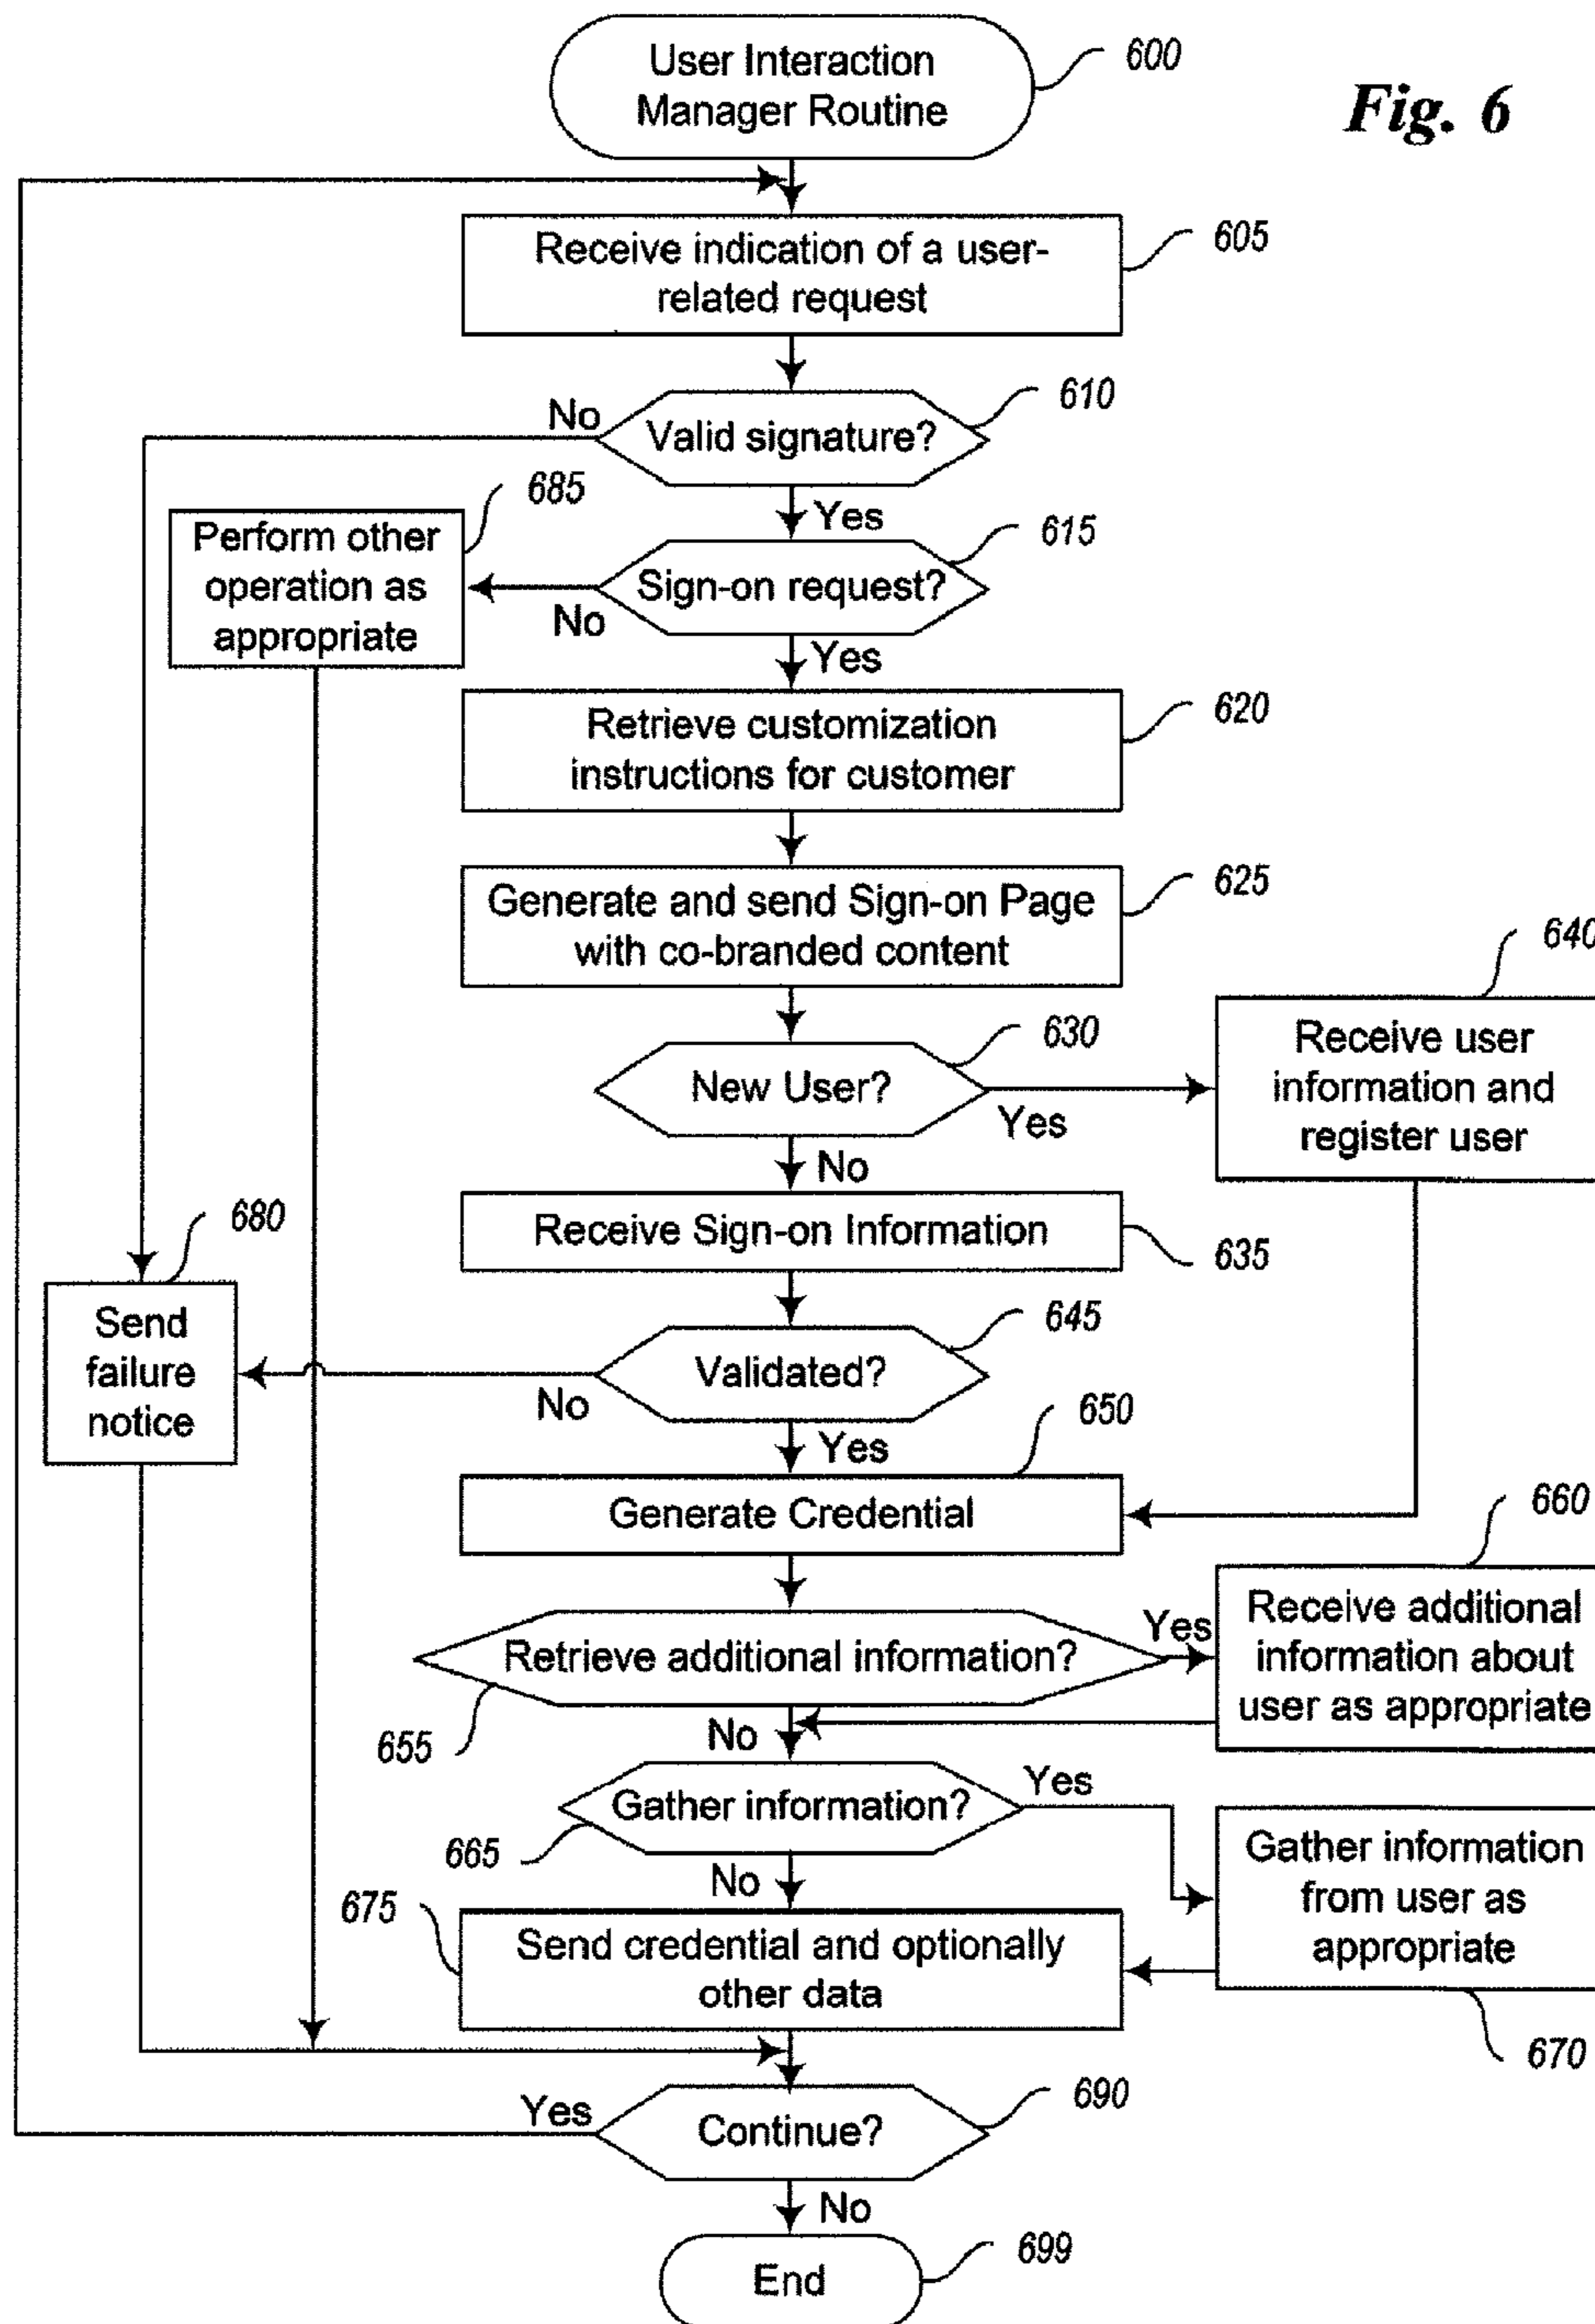 User Interaction
Manager Routine
600
Fig. 6
Receive indication of a user-
related request
605
Valid signature?
610
No
Yes
Perform other
operation as
appropriate
685
Sign-on request?
615
No
Yes
Retrieve customization
instructions for customer
620
Generate and send Sign-on Page
with co-branded content
625
New User?
630
Yes
No
Receive user
information and
register user
640
Receive Sign-on Information
635
Send
failure
notice
680
Validated?
645
No
Yes
Generate Credential
650
Retrieve additional information?
655
Yes
No
Receive additional
information about
user as appropriate
660
Gather information?
665
Yes
No
Gather information
from user as
appropriate
670
Send credential and optionally
other data
675
Continue?
690
Yes
No
End
699